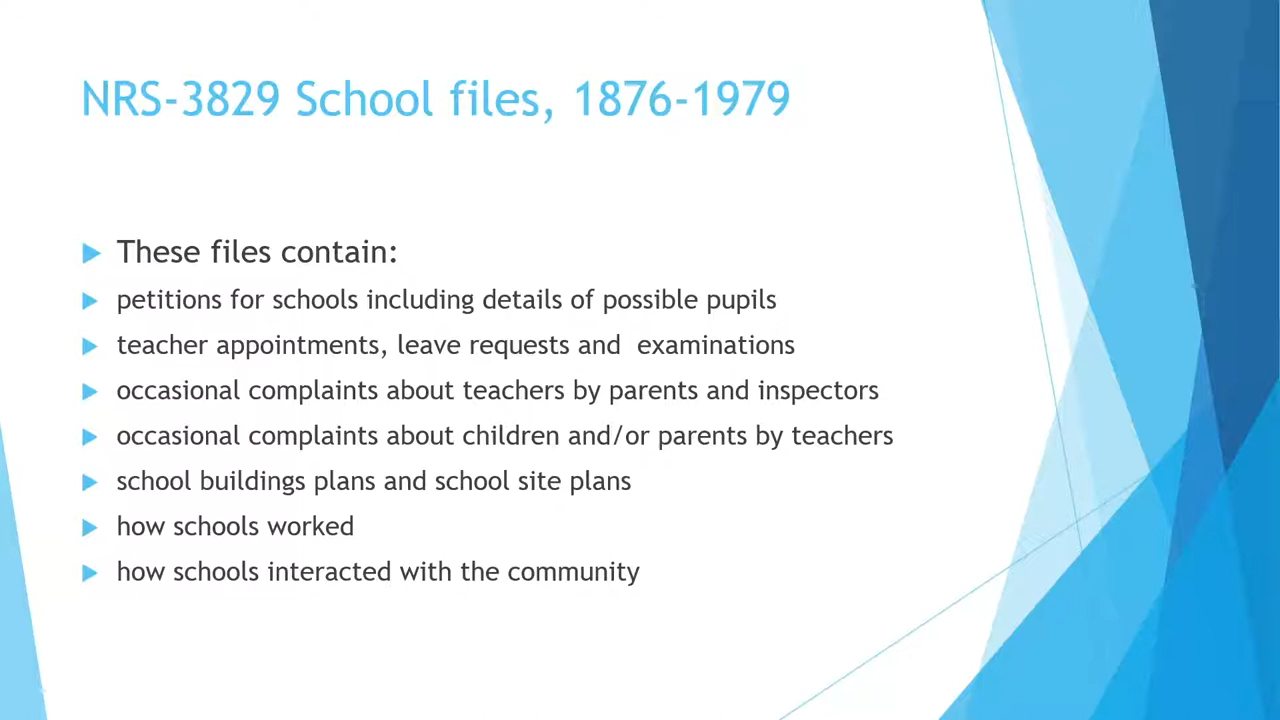 NRS-3829 School files, 1876-1979
These files contain:
petitions for schools including details of possible pupils
teacher appointments, leave requests and  examinations
occasional complaints about teachers by parents and inspectors
occasional complaints about children and/or parents by teachers
school buildings plans and school site plans
how schools worked
how schools interacted with the community